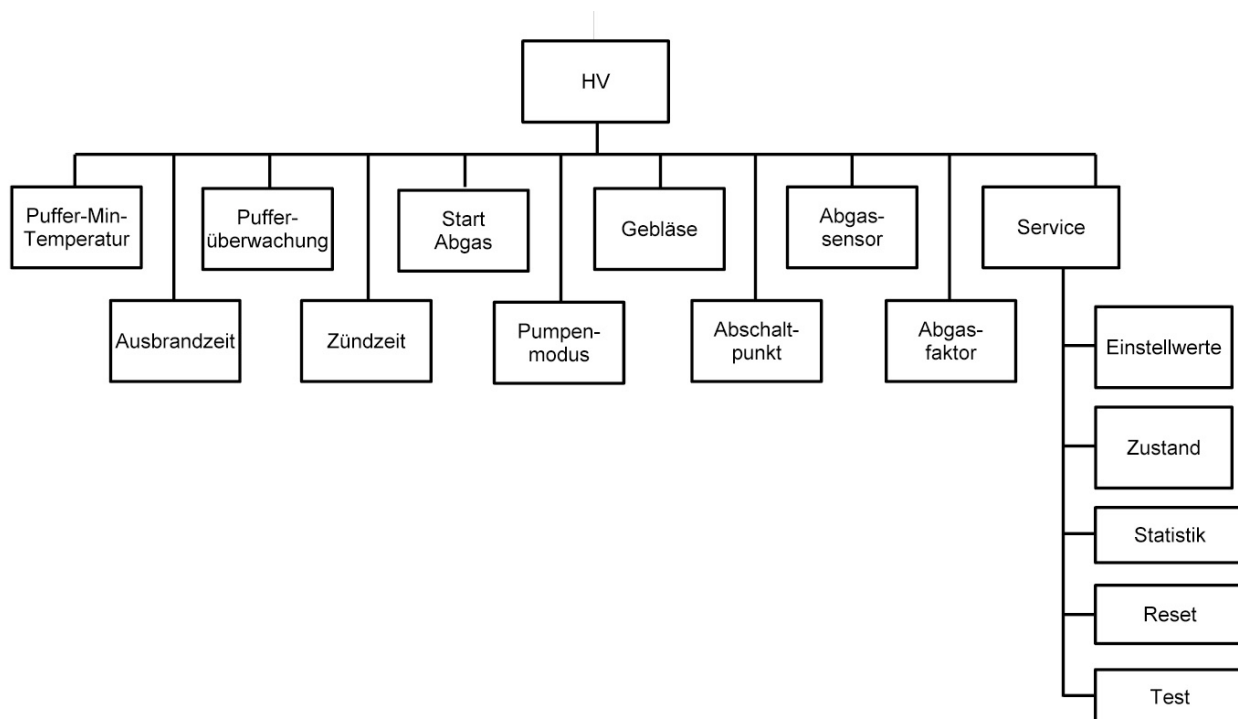 HV
Puffer-Min-
Temperatur
Puffer-
überwachung
Start
Abgas
Gebläse
Abgas-
sensor
Service
Ausbrandzeit
Zündzeit
Pumpen-
modus
Abschalt-
punkt
Abgas-
faktor
Einstellwerte
Zustand
Statistik
Reset
Test